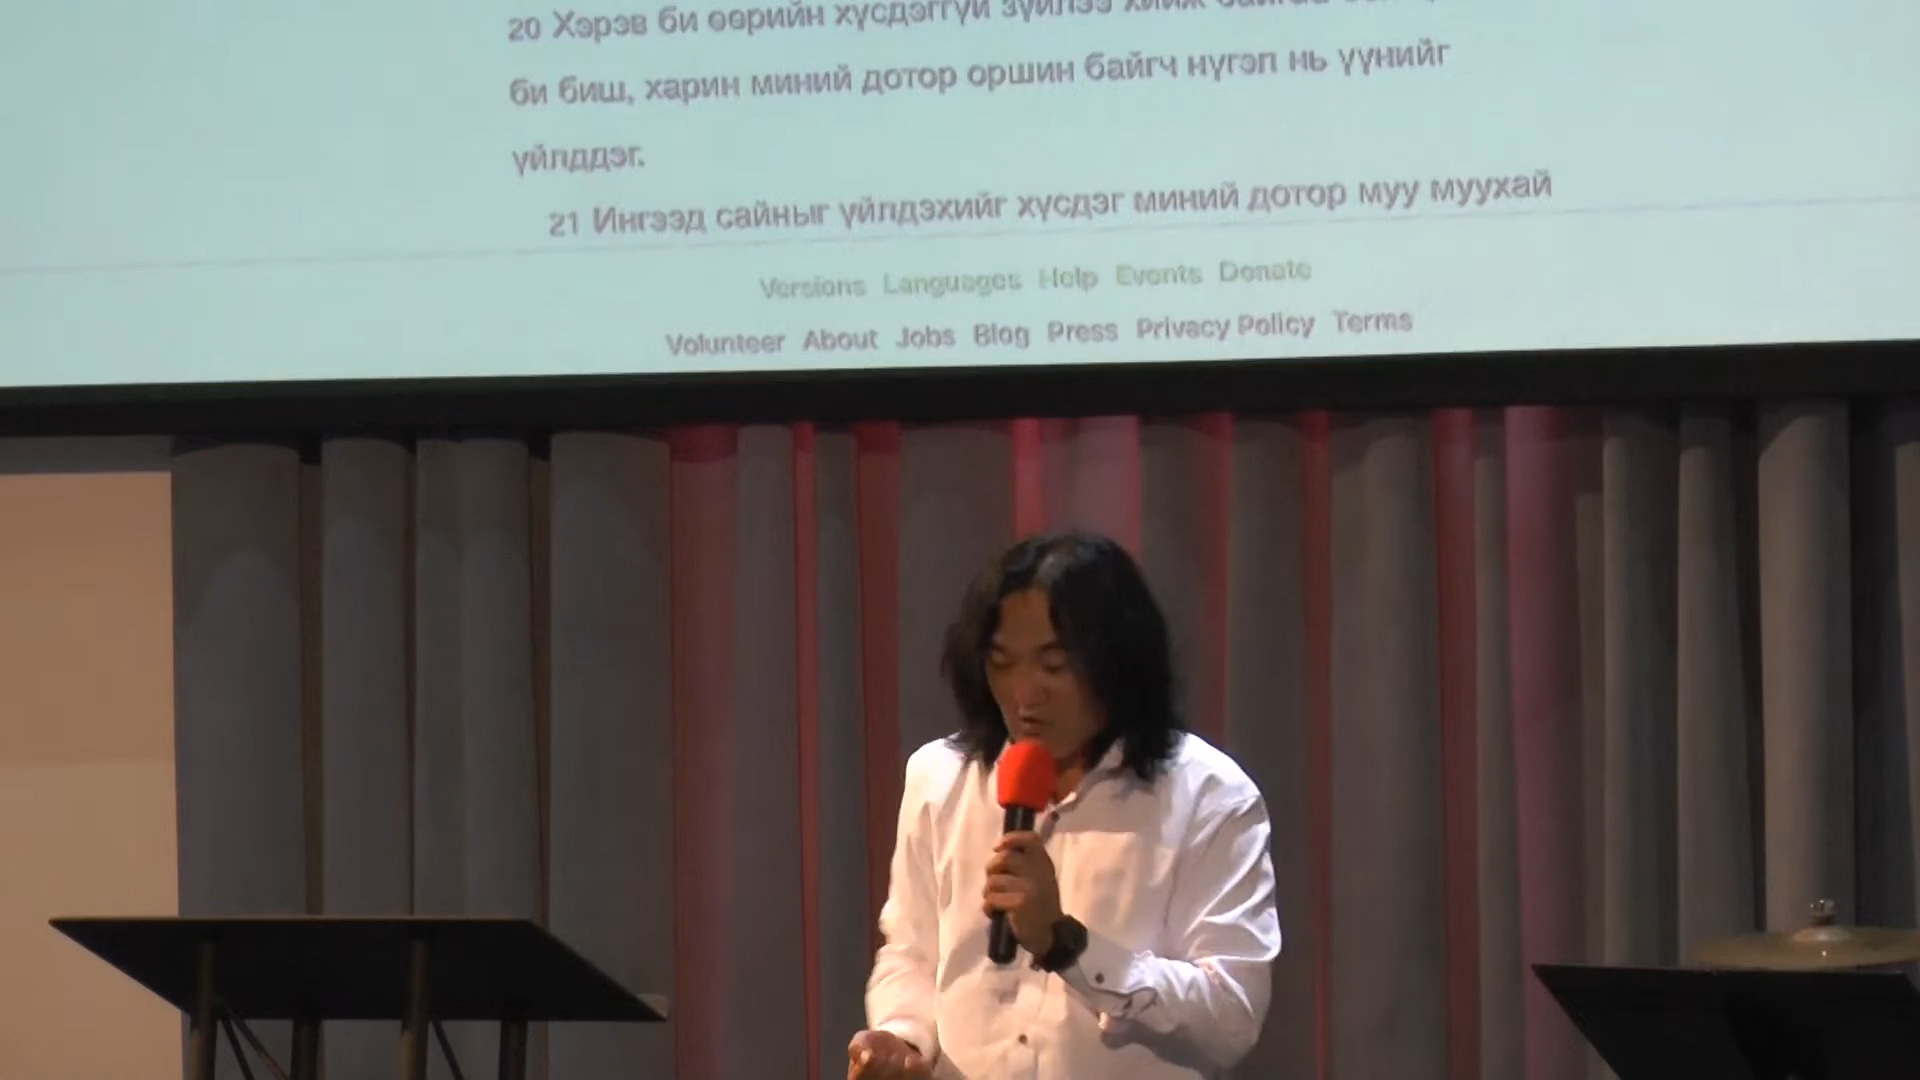 20 Хэрэв би өөрийн хүсдэггүй зүйлээ хийж
би биш, харин миний дотор оршин байгч нүгэл нь үүнийг
үйлддэг.
21 Ингээд сайныг үйлдэхийг хүсдэг миний дотор муу муухай
Versions Languages Help Events Donate
Volunteer About Jobs Blog Press Privacy Policy Terms